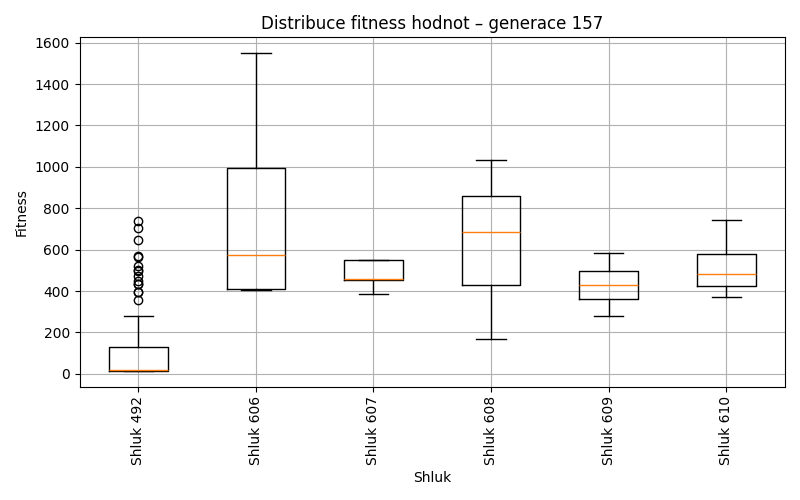 Distribuce fitness hodnot – generace 157
1600
1400
1200
1000
800
600
400
200
0
Fitness
Shluk 492
Shluk 606
Shluk 607
Shluk 608
Shluk 609
Shluk 610
Shluk